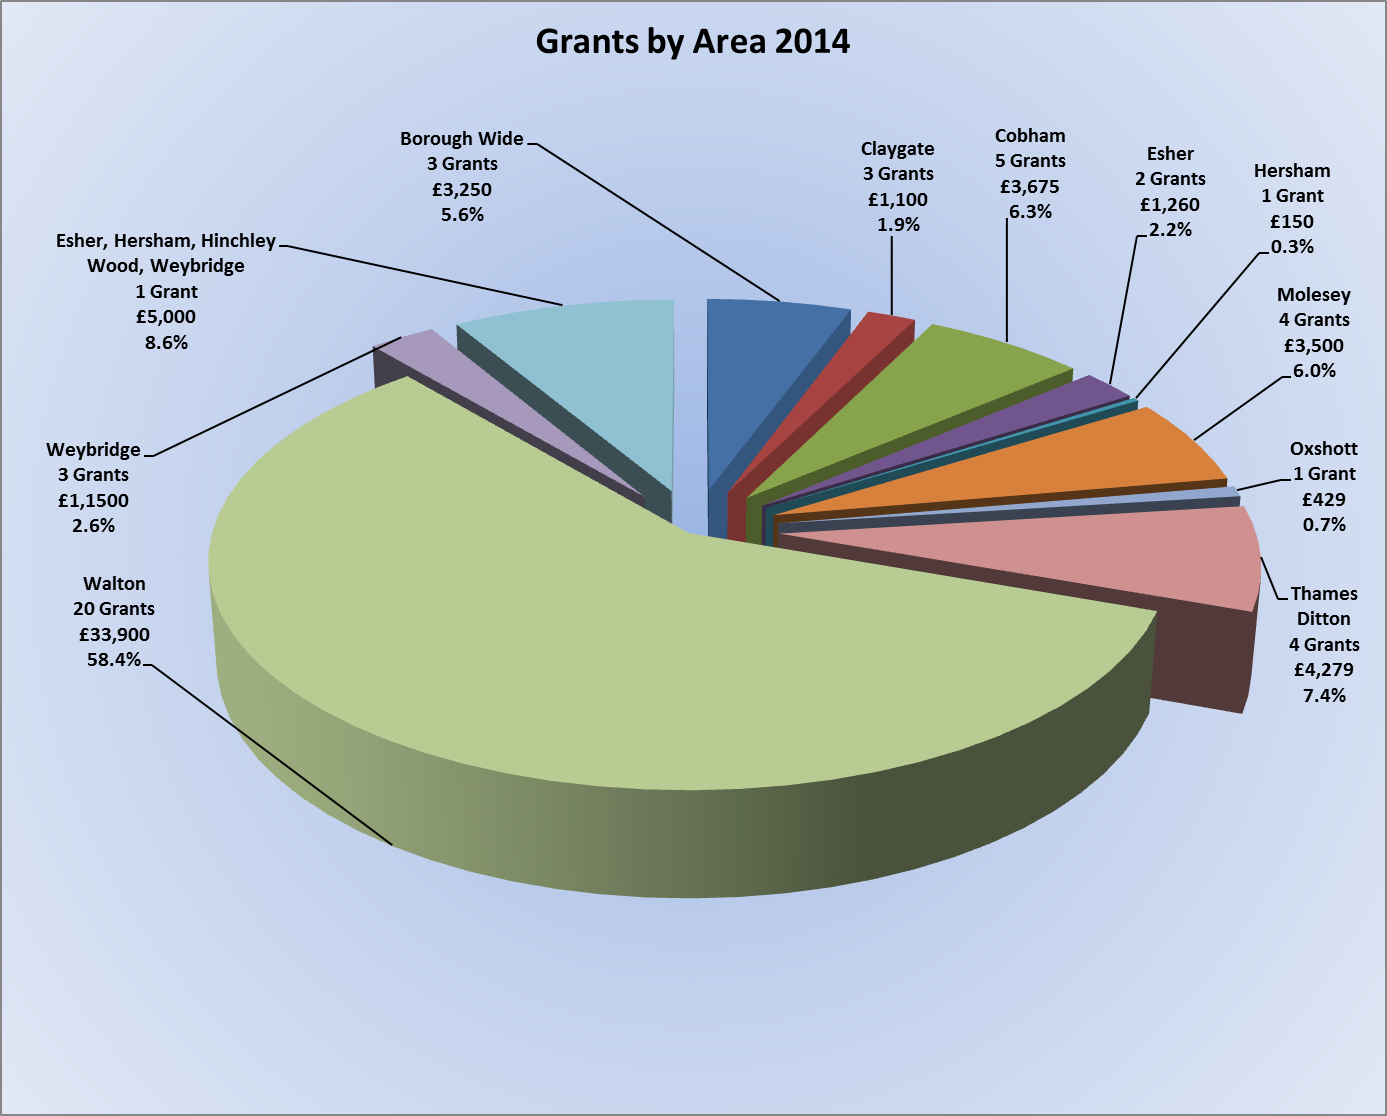 Grants by Area 2014
Borough Wide
3 Grants
£3,250
5.6%
Claygate
3 Grants
£1,100
1.9%
Cobham
5 Grants
£3,675
6.3%
Esher
2 Grants
£1,260
2.2%
Hersham
1 Grant
£150
0.3%
Molesey
4 Grants
£3,500
6.0%
Oxshott
1 Grant
£429
0.7%
Thames
Ditton
4 Grants
£4,279
7.4%
Walton
20 Grants
£33,900
58.4%
Weybridge
3 Grants
£1,1500
2.6%
Esher, Hersham, Hinchley
Wood, Weybridge
1 Grant
£5,000
8.6%